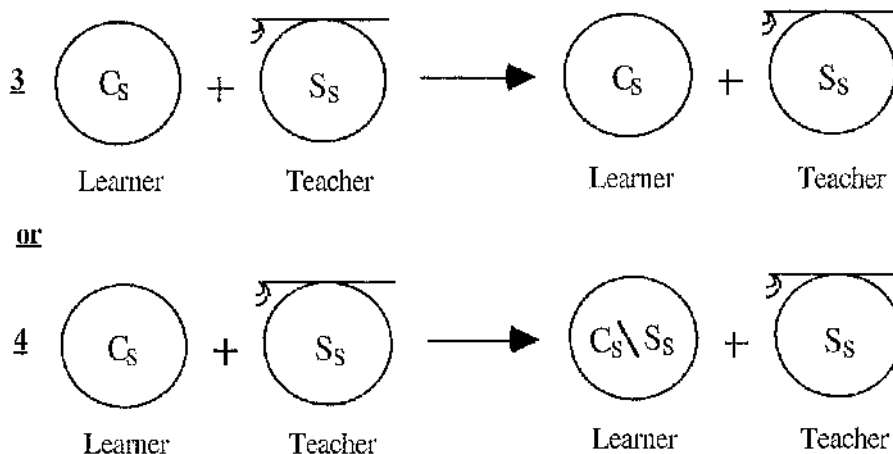 3 Cs + Ss Cs + Ss
Learner Teacher Learner Teacher
or
4 Cs + Ss Cs\Ss + Ss
Learner Teacher Learner Teacher